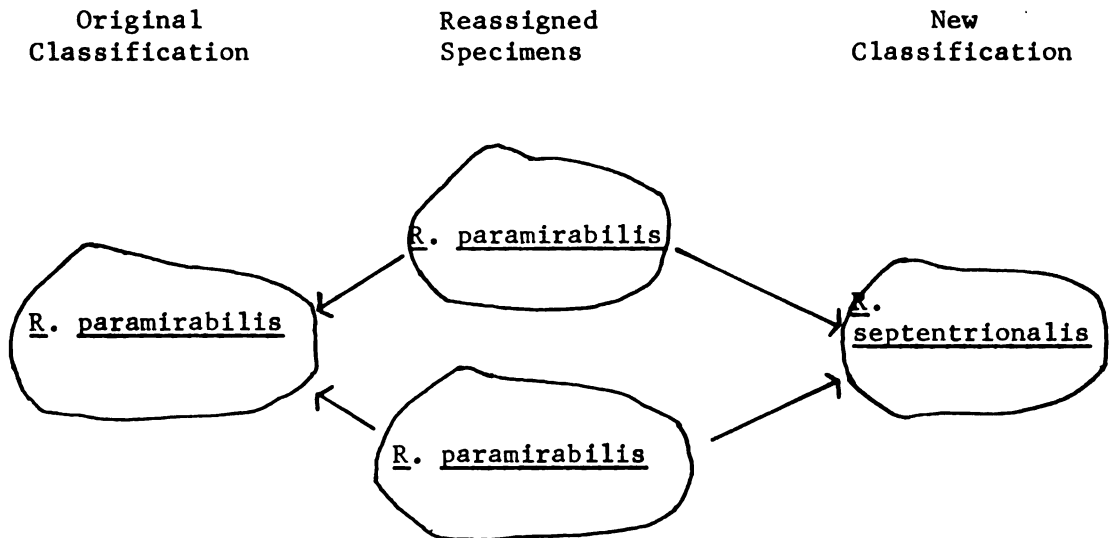 Original
Classification
Reassigned
Specimens
New
Classification
R. paramirabilis
R. paramirabilis
R. paramirabilis
R.
septentrionalis